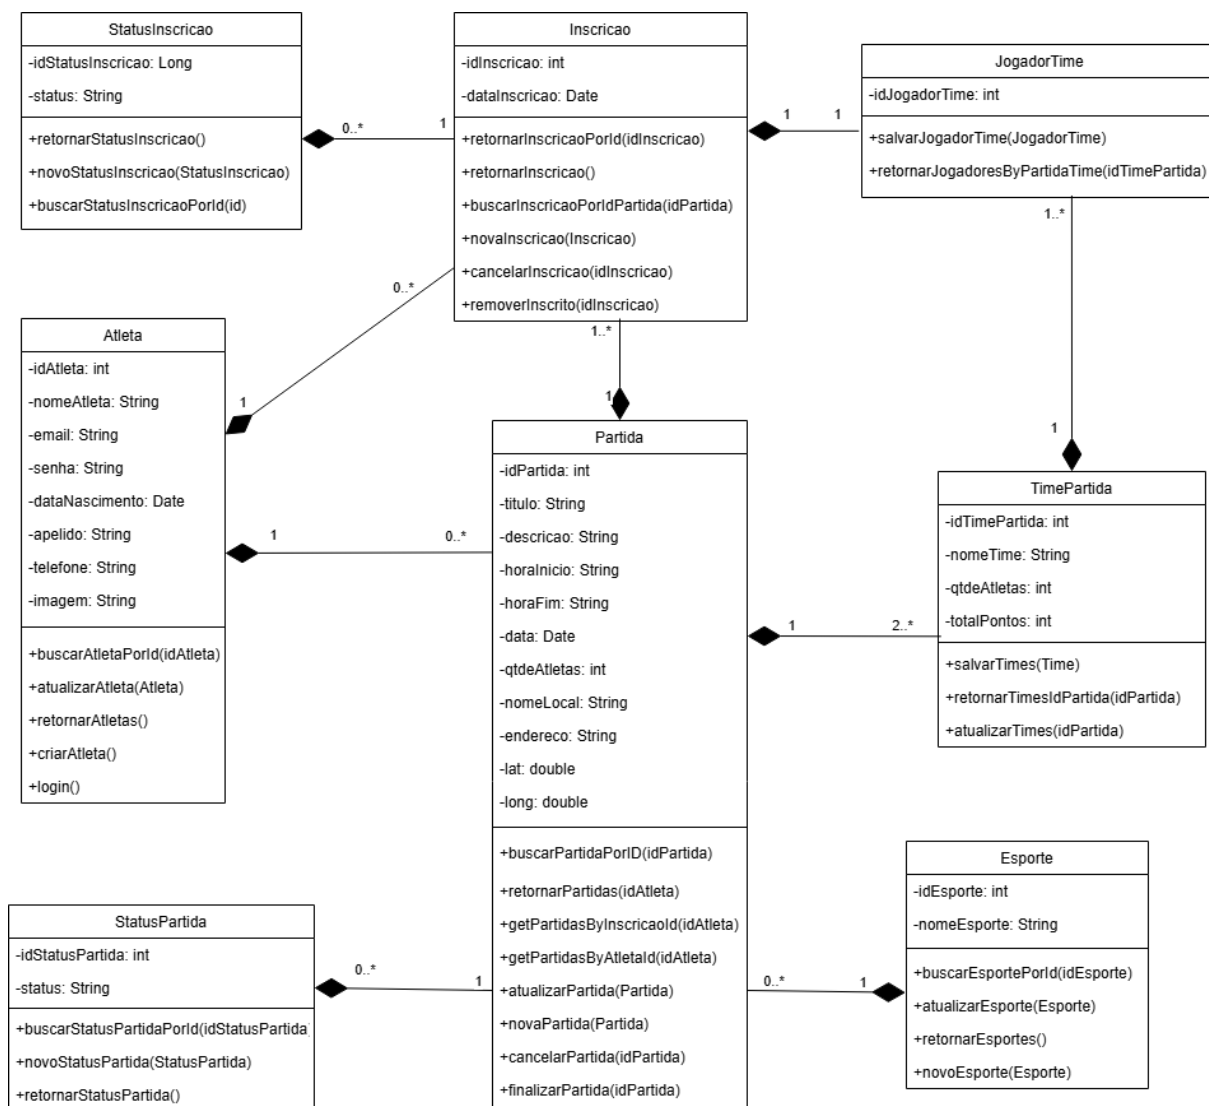 StatusInscricao
-idStatusInscricao: Long
-status: String
+retornarStatusInscricao()
+novoStatusInscricao(StatusInscricao)
+buscarStatusInscricaoPorId(id)
0..*
1
Inscricao
-idInscricao: int
-dataInscricao: Date
+retornarInscricaoPorId(idInscricao)
+retornarInscricao()
+buscarInscricaoPorIdPartida(idPartida)
+novaInscricao(Inscricao)
+cancelarInscricao(idInscricao)
+removerInscrito(idInscricao)
1
1
JogadorTime
-idJogadorTime: int
+salvarJogadorTime(JogadorTime)
+retornarJogadoresByPartidaTime(idTimePartida)
1..*
1
0..*
1
1..*
1
Atleta
-idAtleta: int
-nomeAtleta: String
-email: String
-senha: String
-dataNascimento: Date
-apelido: String
-telefone: String
-imagem: String
+buscarAtletaPorId(idAtleta)
+atualizarAtleta(Atleta)
+retornarAtletas()
+criarAtleta()
+login()
1
0..*
Partida
-idPartida: int
-titulo: String
-descricao: String
-horaInicio: String
-horaFim: String
-data: Date
-qtdeAtletas: int
-nomeLocal: String
-endereco: String
-lat: double
-long: double
+buscarPartidaPorID(idPartida)
+retornarPartidas(idAtleta)
+getPartidasByInscricaoId(idAtleta)
+getPartidasByAtletaId(idAtleta)
+atualizarPartida(Partida)
+novaPartida(Partida)
+cancelarPartida(idPartida)
+finalizarPartida(idPartida)
1
2..*
TimePartida
-idTimePartida: int
-nomeTime: String
-qtdeAtletas: int
-totalPontos: int
+salvarTimes(Time)
+retornarTimesIdPartida(idPartida)
+atualizarTimes(idPartida)
StatusPartida
-idStatusPartida: int
-status: String
+buscarStatusPartidaPorId(idStatusPartida
+novoStatusPartida(StatusPartida)
+retornarStatusPartida()
0..*
1
0..*
1
Esporte
-idEsporte: int
-nomeEsporte: String
+buscarEsportePorId(idEsporte)
+atualizarEsporte(Esporte)
+retornarEsportes()
+novoEsporte(Esporte)